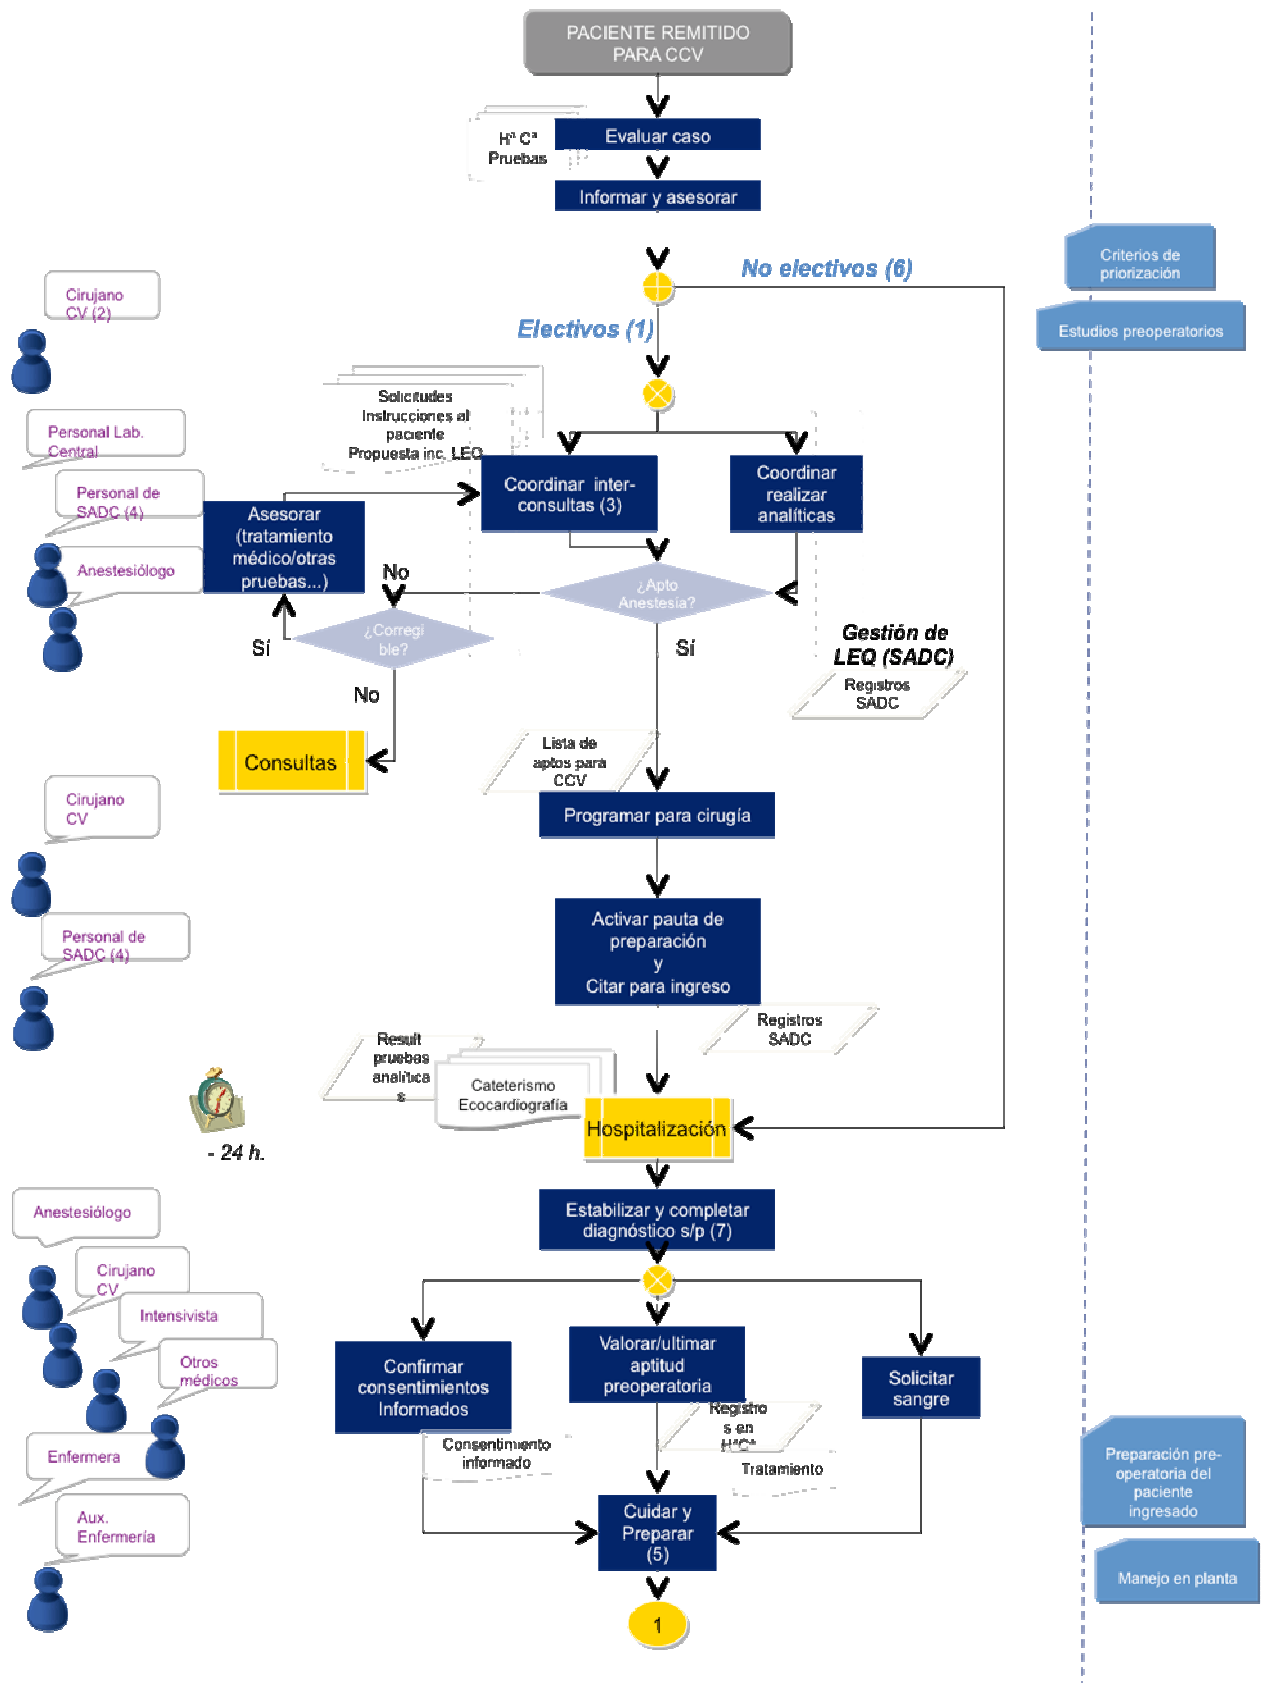 PACIENTE REMITIDO
PARA CCV
Hª Cª
Pruebas
Evaluar caso
Informar y asesorar
No electivos (6)
Criterios de
priorización
Estudios preoperatorios
Cirujano
CV (2)
Electivos (1)
Solicitudes
Instrucciones al
paciente
Propuesta inc. LEQ
Personal Lab.
Central
Personal de
SADC (4)
Anestesiólogo
Asesorar
(tratamiento
médico/otras
pruebas...)
Coordinar inter-
consultas (3)
Coordinar
realizar
analíticas
No
¿Apto
Anestesia?
¿Corregi
ble?
Sí
Sí
No
Gestión de
LEQ (SADC)
Registros
SADC
Consultas
Lista de
aptos para
CCV
Cirujano
CV
Programar para cirugía
Personal de
SADC (4)
Activar pauta de
preparación
y
Citar para ingreso
Registros
SADC
Result
pruebas
analítica
s
Cateterismo
Ecocardiografía
Hospitalización
- 24 h.
Estabilizar y completar
diagnóstico s/p (7)
Anestesiólogo
Cirujano
CV
Intensivista
Otros
médicos
Enfermera
Aux.
Enfermería
Confirmar
consentimientos
Informados
Valorar/ultimar
aptitud
preoperatoria
Solicitar
sangre
Consentimiento
informado
Registro
s en
HªCª
Tratamiento
Cuidar y
Preparar
(5)
1
Preparación pre-
operatoria del
paciente
ingresado
Manejo en planta